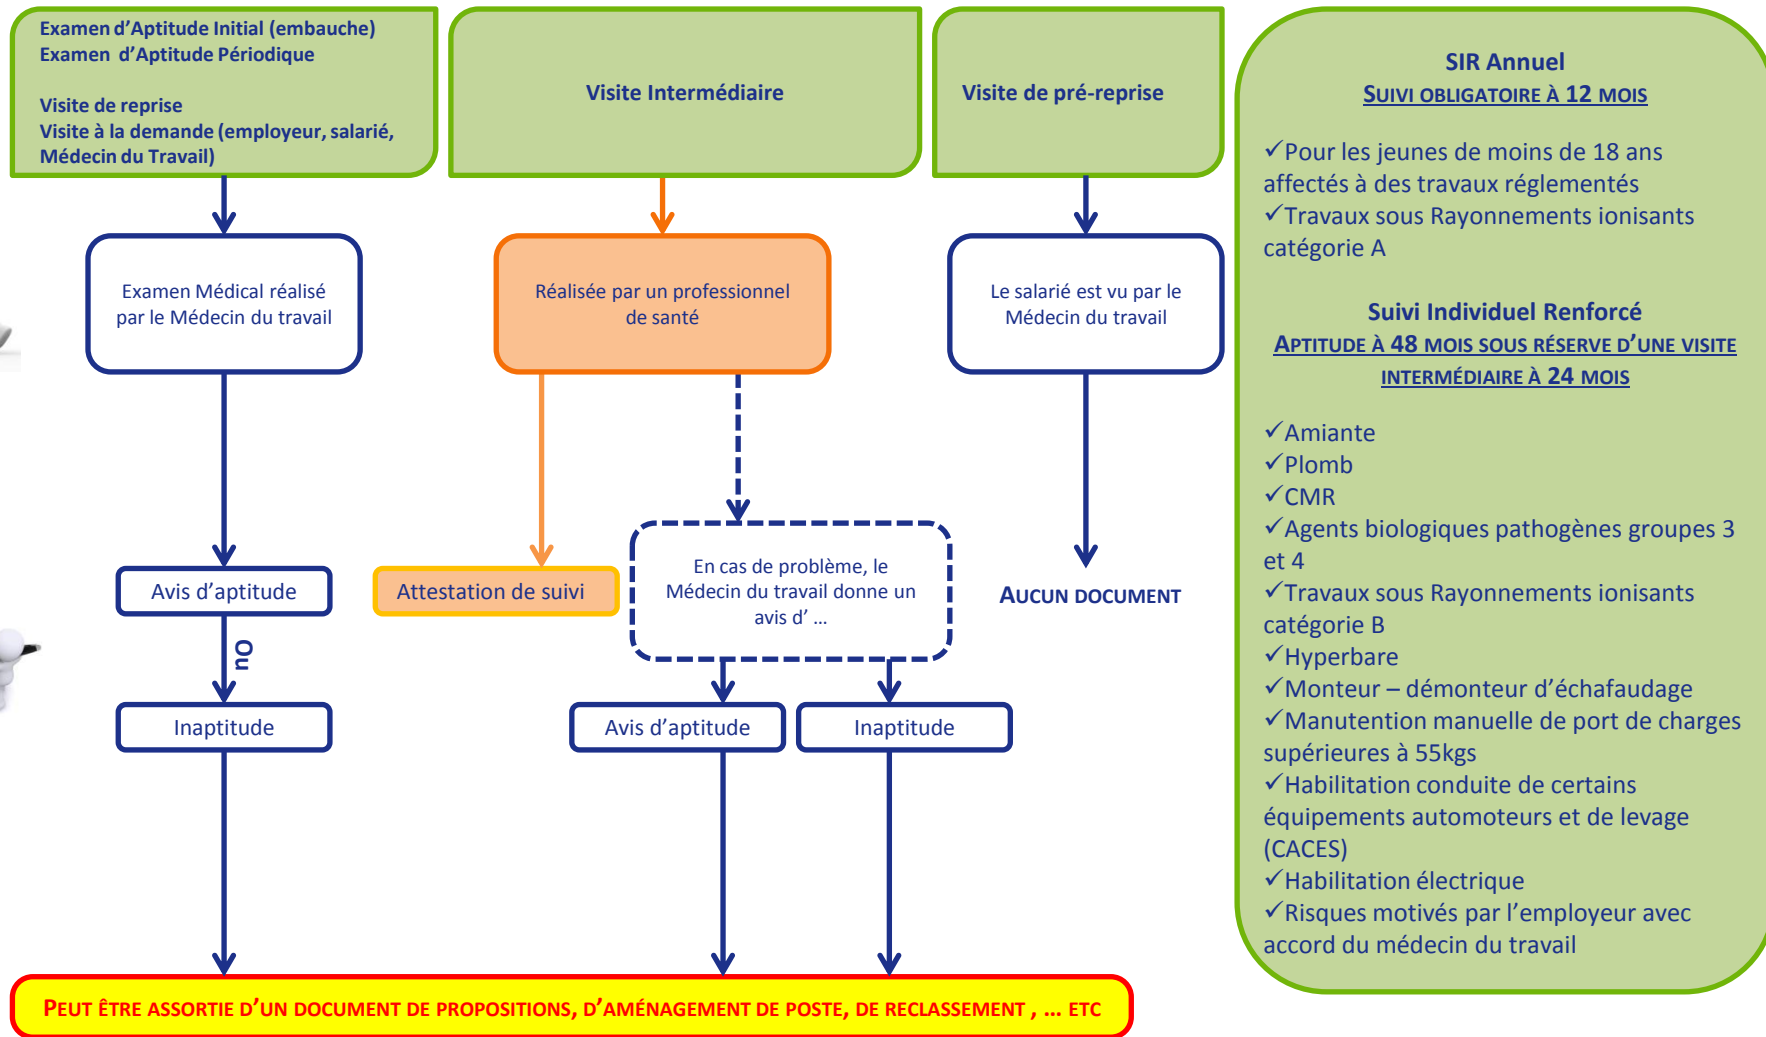 Examen d'Aptitude Initial (embauche)
Examen d'Aptitude Périodique
Visite de reprise
Visite à la demande (employeur, salarié,
Médecin du Travail)
Visite Intermédiaire
Visite de pré-reprise
Examen Médical réalisé
par le Médecin du travail
Réalisée par un professionnel
de santé
Le salarié est vu par le
Médecin du travail
Avis d'aptitude
Attestation de suivi
En cas de problème, le
Médecin du travail donne un
avis d' ...
AUCUN DOCUMENT
Ou
Inaptitude
Avis d'aptitude
Inaptitude
PEUT ÊTRE ASSORTIE D'UN DOCUMENT DE PROPOSITIONS, D'AMÉNAGEMENT DE POSTE, DE RECLASSEMENT , ... ETC
SIR Annuel
SUIVI OBLIGATOIRE À 12 MOIS
✓Pour les jeunes de moins de 18 ans
affectés à des travaux réglementés
✓Travaux sous Rayonnements ionisants
catégorie A
Suivi Individuel Renforcé
APTITUDE À 48 MOIS SOUS RÉSERVE D'UNE VISITE
INTERMÉDIAIRE À 24 MOIS
✓Amiante
✓Plomb
✓CMR
✓Agents biologiques pathogènes groupes 3
et 4
✓Travaux sous Rayonnements ionisants
catégorie B
✓Hyperbare
✓Monteur – démonteur d'échafaudage
✓Manutention manuelle de port de charges
supérieures à 55kgs
✓Habilitation conduite de certains
équipements automoteurs et de levage
(CACES)
✓Habilitation électrique
✓Risques motivés par l'employeur avec
accord du médecin du travail